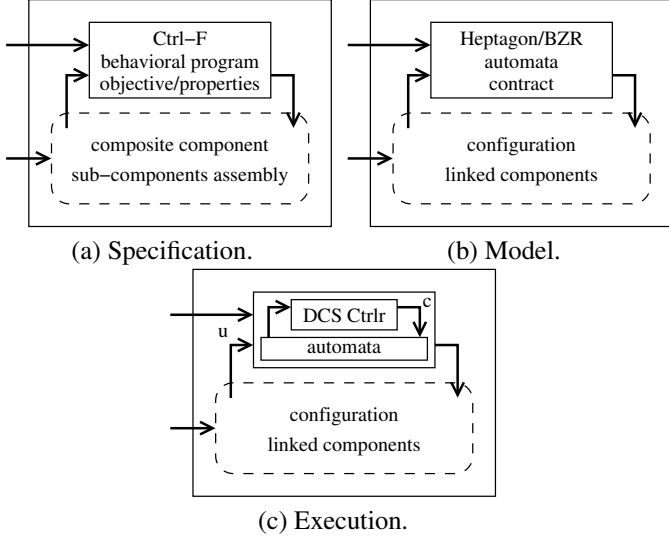 Ctrl−F
behavioral program
objective/properties
composite component
sub−components assembly
(a) Specification.
Heptagon/BZR
automata
contract
configuration
linked components
(b) Model.
DCS Ctrlr
c
u
automata
configuration
linked components
(c) Execution.